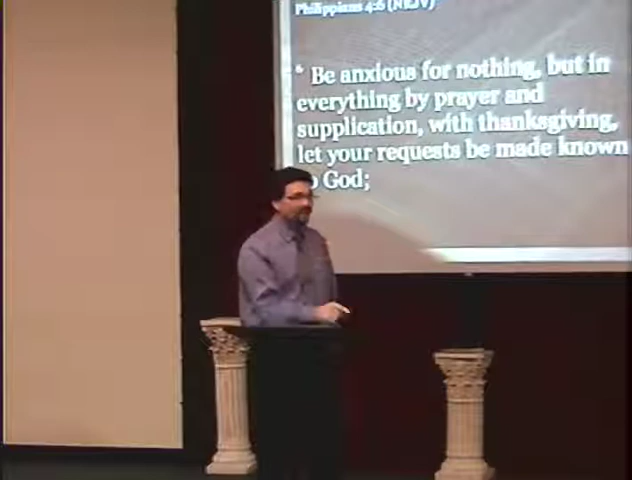 Philippians 4:6 (NKJV)
6 Be anxious for nothing, but in
everything by prayer and
supplication, with thanksgiving,
let your requests be made known
God;